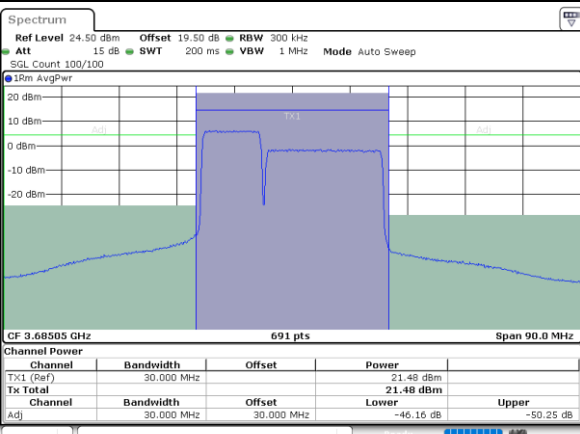 Spectrum
Ref Level 24.50 dBm Offset 19.50 dB RBW 300 kHz
Att 15 dB SWT 200 ms VBW 1 MHz Mode Auto Sweep
SGL Count 100/100
1Rm AvgPwr
20 dBm
TX1
10 dBm
Adj Adj
0 dBm
-10 dBm
-20 dBm
CF 3.68505 GHz 691 pts Span 90.0 MHz
Channel Power
Channel Bandwidth Offset Power
TX1 (Ref) 30.000 MHz 21.48 dBm
Tx Total 21.48 dBm
Channel Bandwidth Offset Lower Upper
Adj 30.000 MHz 30.000 MHz -46.16 dB -50.25 dB